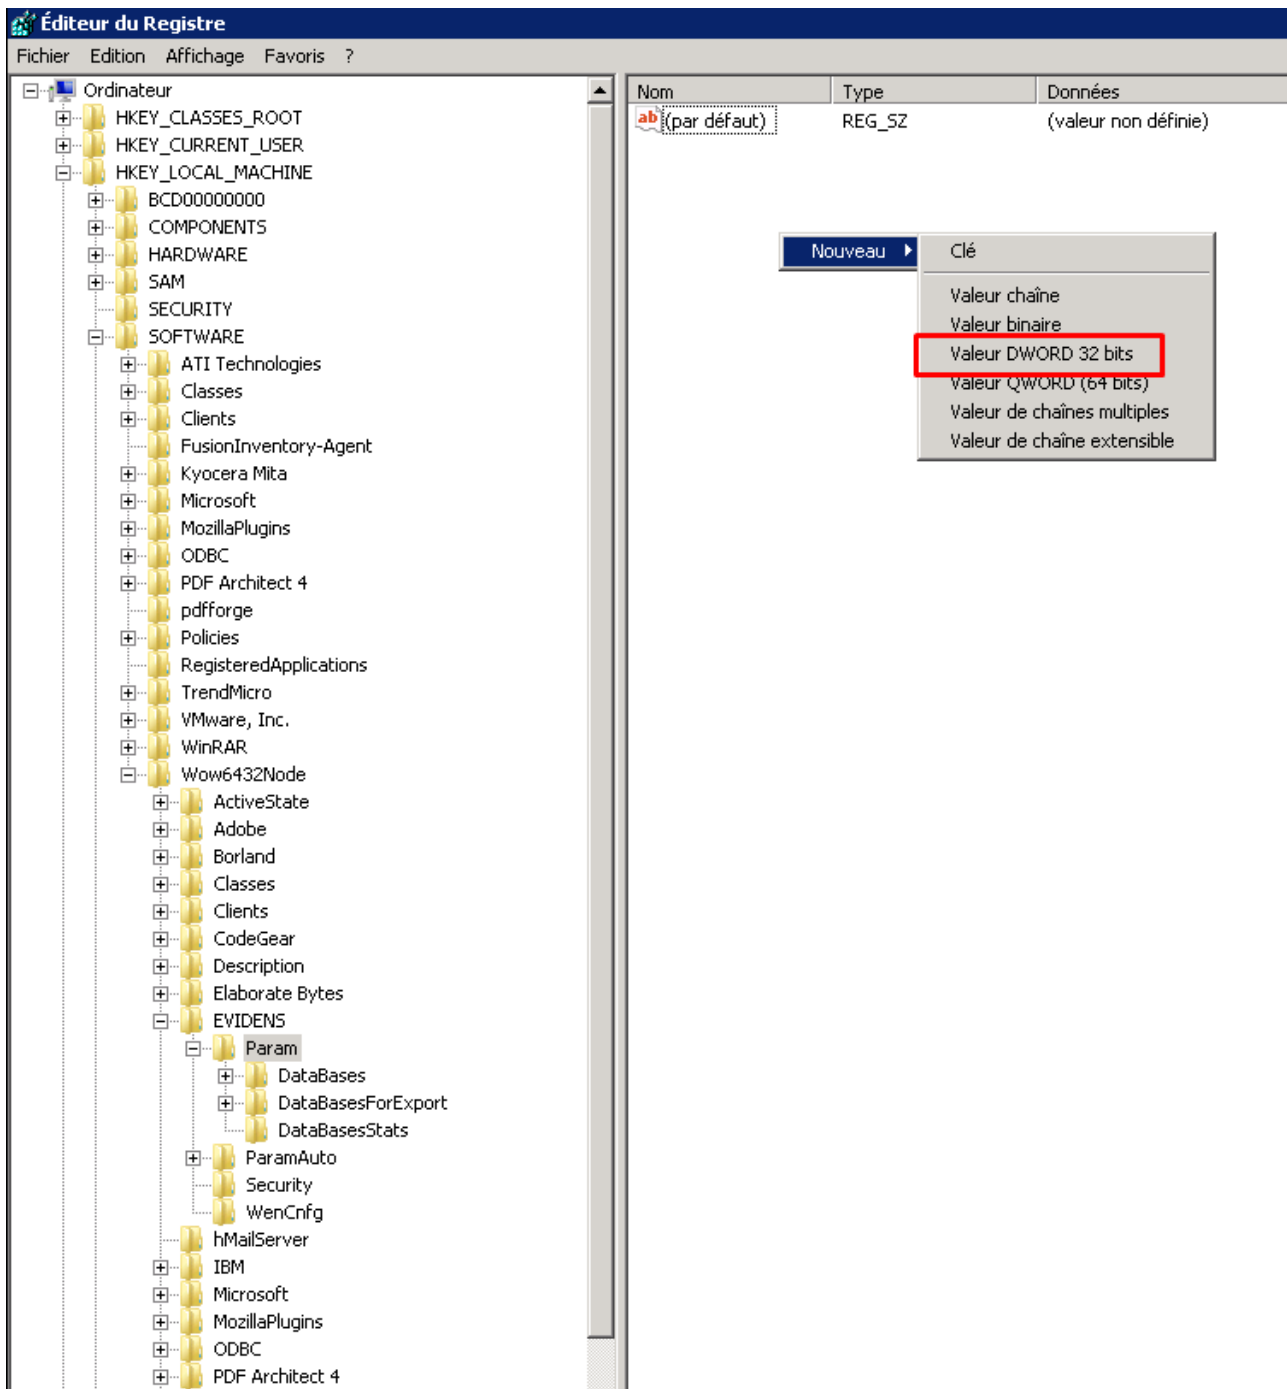 Éditeur du Registre
Fichier Edition Affichage Favoris ?
Ordinateur
HKEY_CLASSES_ROOT
HKEY_CURRENT_USER
HKEY_LOCAL_MACHINE
BCD00000000
COMPONENTS
HARDWARE
SAM
SECURITY
SOFTWARE
ATI Technologies
Classes
Clients
FusionInventory-Agent
Kyocera Mita
Microsoft
MozillaPlugins
ODBC
PDF Architect 4
pdfforge
Policies
RegisteredApplications
TrendMicro
VMware, Inc.
WinRAR
Wow6432Node
ActiveState
Adobe
Borland
Classes
Clients
CodeGear
Description
Elaborate Bytes
EVIDENS
Param
DataBases
DataBasesForExport
DataBasesStats
ParamAuto
Security
WenCnfg
hMailServer
IBM
Microsoft
MozillaPlugins
ODBC
PDF Architect 4
Nom Type Données
ab (par défaut) REG_SZ (valeur non définie)
Nouveau
Clé
Valeur chaîne
Valeur binaire
Valeur DWORD 32 bits
Valeur QWORD (64 bits)
Valeur de chaînes multiples
Valeur de chaîne extensible